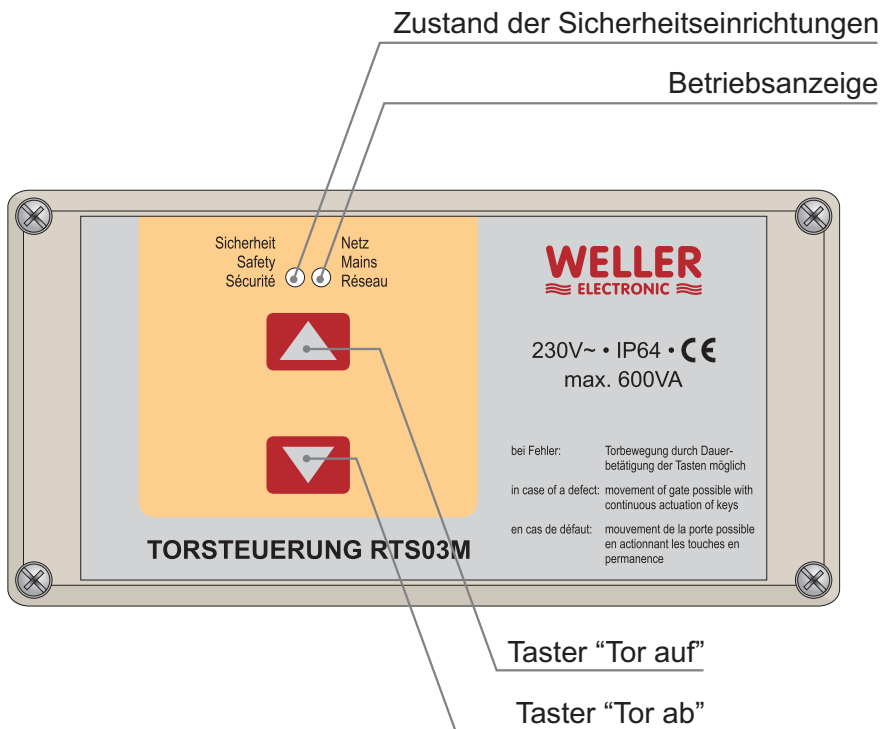 Zustand der Sicherheitseinrichtungen
Betriebsanzeige
Sicherheit
Safety
Sécurité
Netz
Mains
Réseau
WELLER
ELECTRONIC
230V~ • IP64 • CE
max. 600VA
bei Fehler: Torbewegung durch Dauer-
betätigung der Tasten möglich
in case of a defect: movement of gate possible with
continuous actuation of keys
en cas de défaut: mouvement de la porte possible
en actionnant les touches en
permanence
TORSTEUERUNG RTS03M
Taster “Tor auf”
Taster “Tor ab”